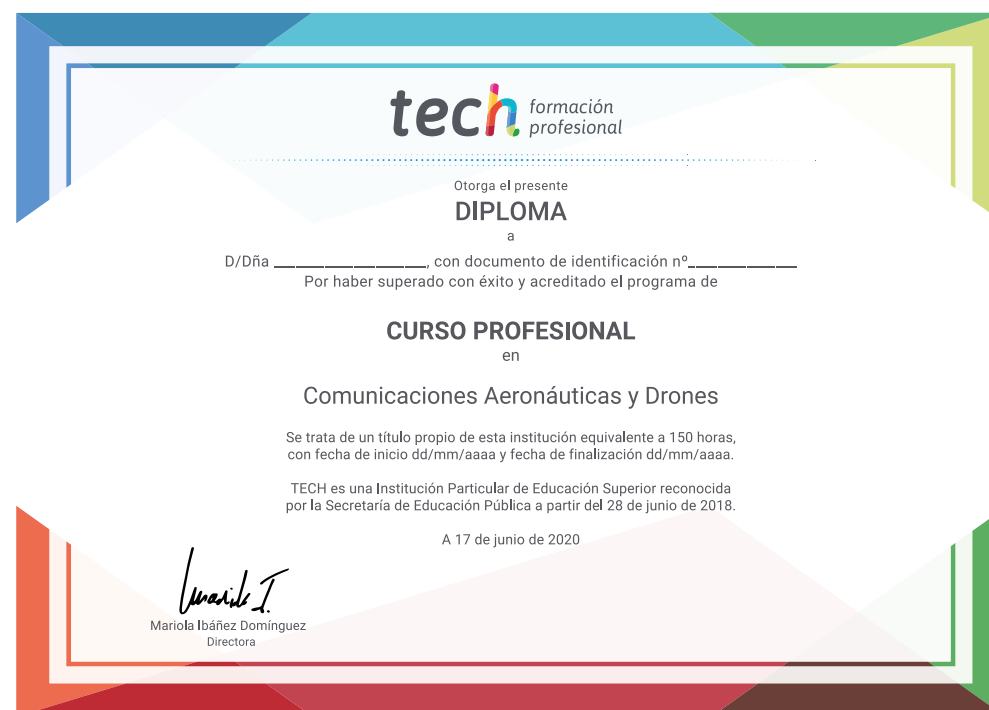 tech formación
profesional
Otorga el presente
DIPLOMA
a
D/Dña ______________, con documento de identificación nº__________
Por haber superado con éxito y acreditado el programa de
CURSO PROFESIONAL
en
Comunicaciones Aeronáuticas y Drones
Se trata de un título propio de esta institución equivalente a 150 horas,
con fecha de inicio dd/mm/aaaa y fecha de finalización dd/mm/aaaa.
TECH es una Institución Particular de Educación Superior reconocida
por la Secretaría de Educación Pública a partir del 28 de junio de 2018.
A 17 de junio de 2020
Mariola Ibáñez Domínguez
Directora